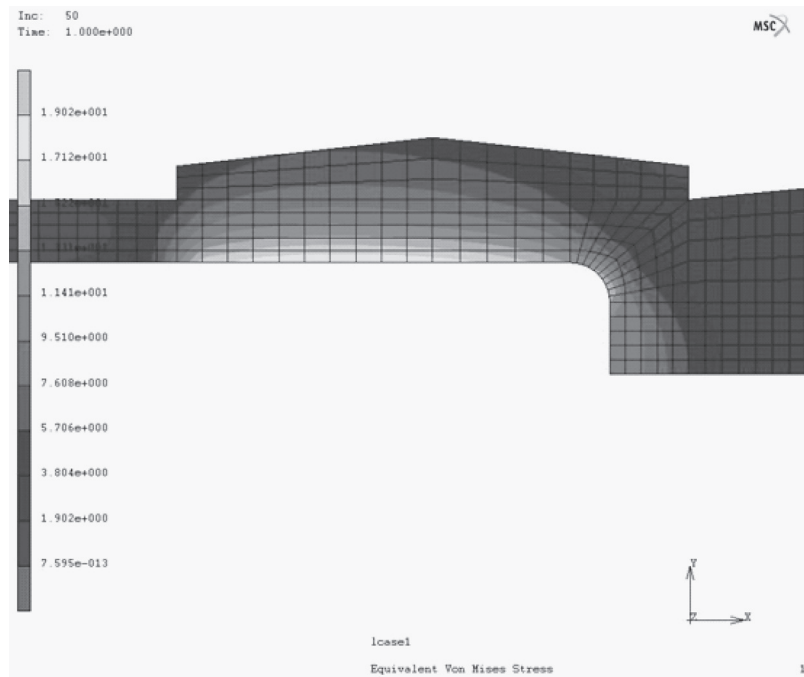 Inc: 50
Time: 1.000e+000
MSC
1.902e+001
1.712e+001
1.141e+001
9.510e+000
7.608e+000
5.706e+000
3.804e+000
1.902e+000
7.595e-013
Y
Z X
lcase1
Equivalent Von Mises Stress
1